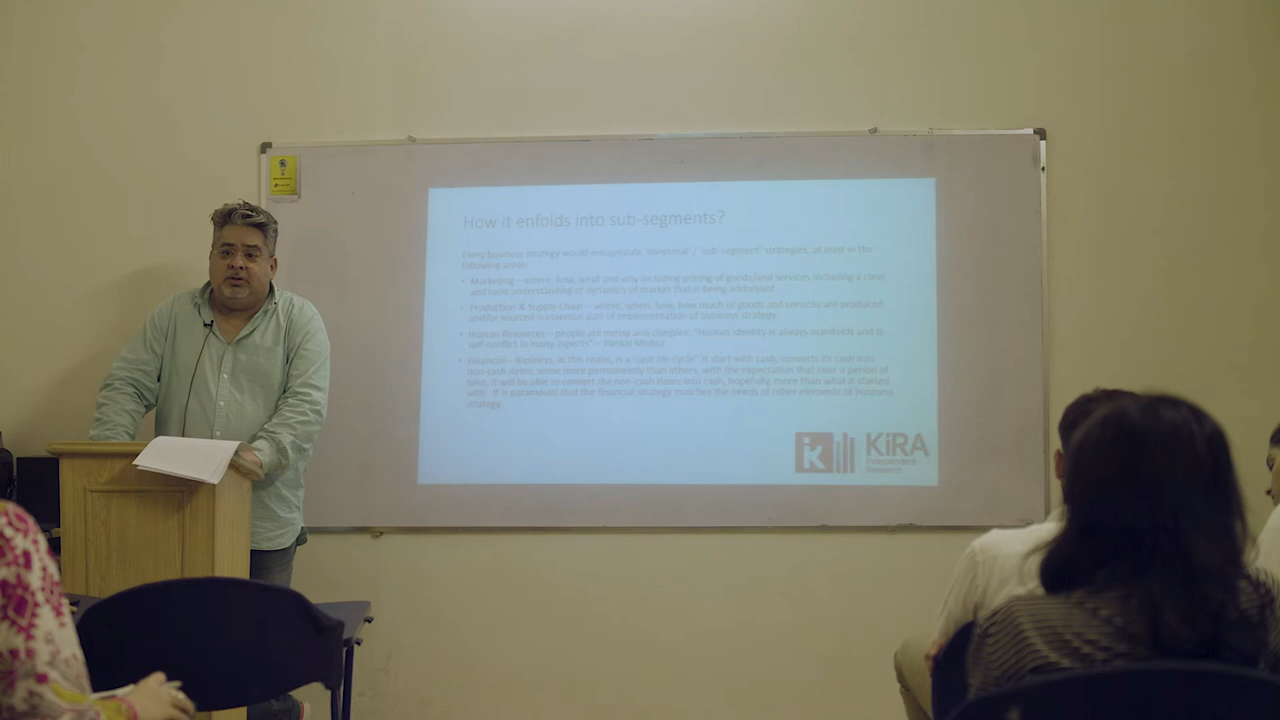 How it enfolds into sub-segments?
Every business strategy would encapsulate / 'sub-segment' strategies, at least in the
following areas:
• Marketing – where, how, what and why including pricing of goods/and services including a clear
and lucid understanding of dynamics of market that is being addressed
• Production & Supply Chain – where, when, how, how much of goods and services are produced
and/or sourced is essential part of implementation of business strategy.
• Human Resources – people are messy and complex. "Human identity is always manifolds and is
self-conflict in many aspects" – Pankaj Mishra
• Financial – Business, in this realm, is a 'cash life cycle': it start with cash; converts its cash into
non-cash items, some more permanently than others, with the expectation that over a period of
time, it will be able to convert the non-cash items into cash, hopefully, more than what it started
with. It is paramount that the financial strategy matches the needs of other elements of business
strategy.
iK KiRA
Independent
Research